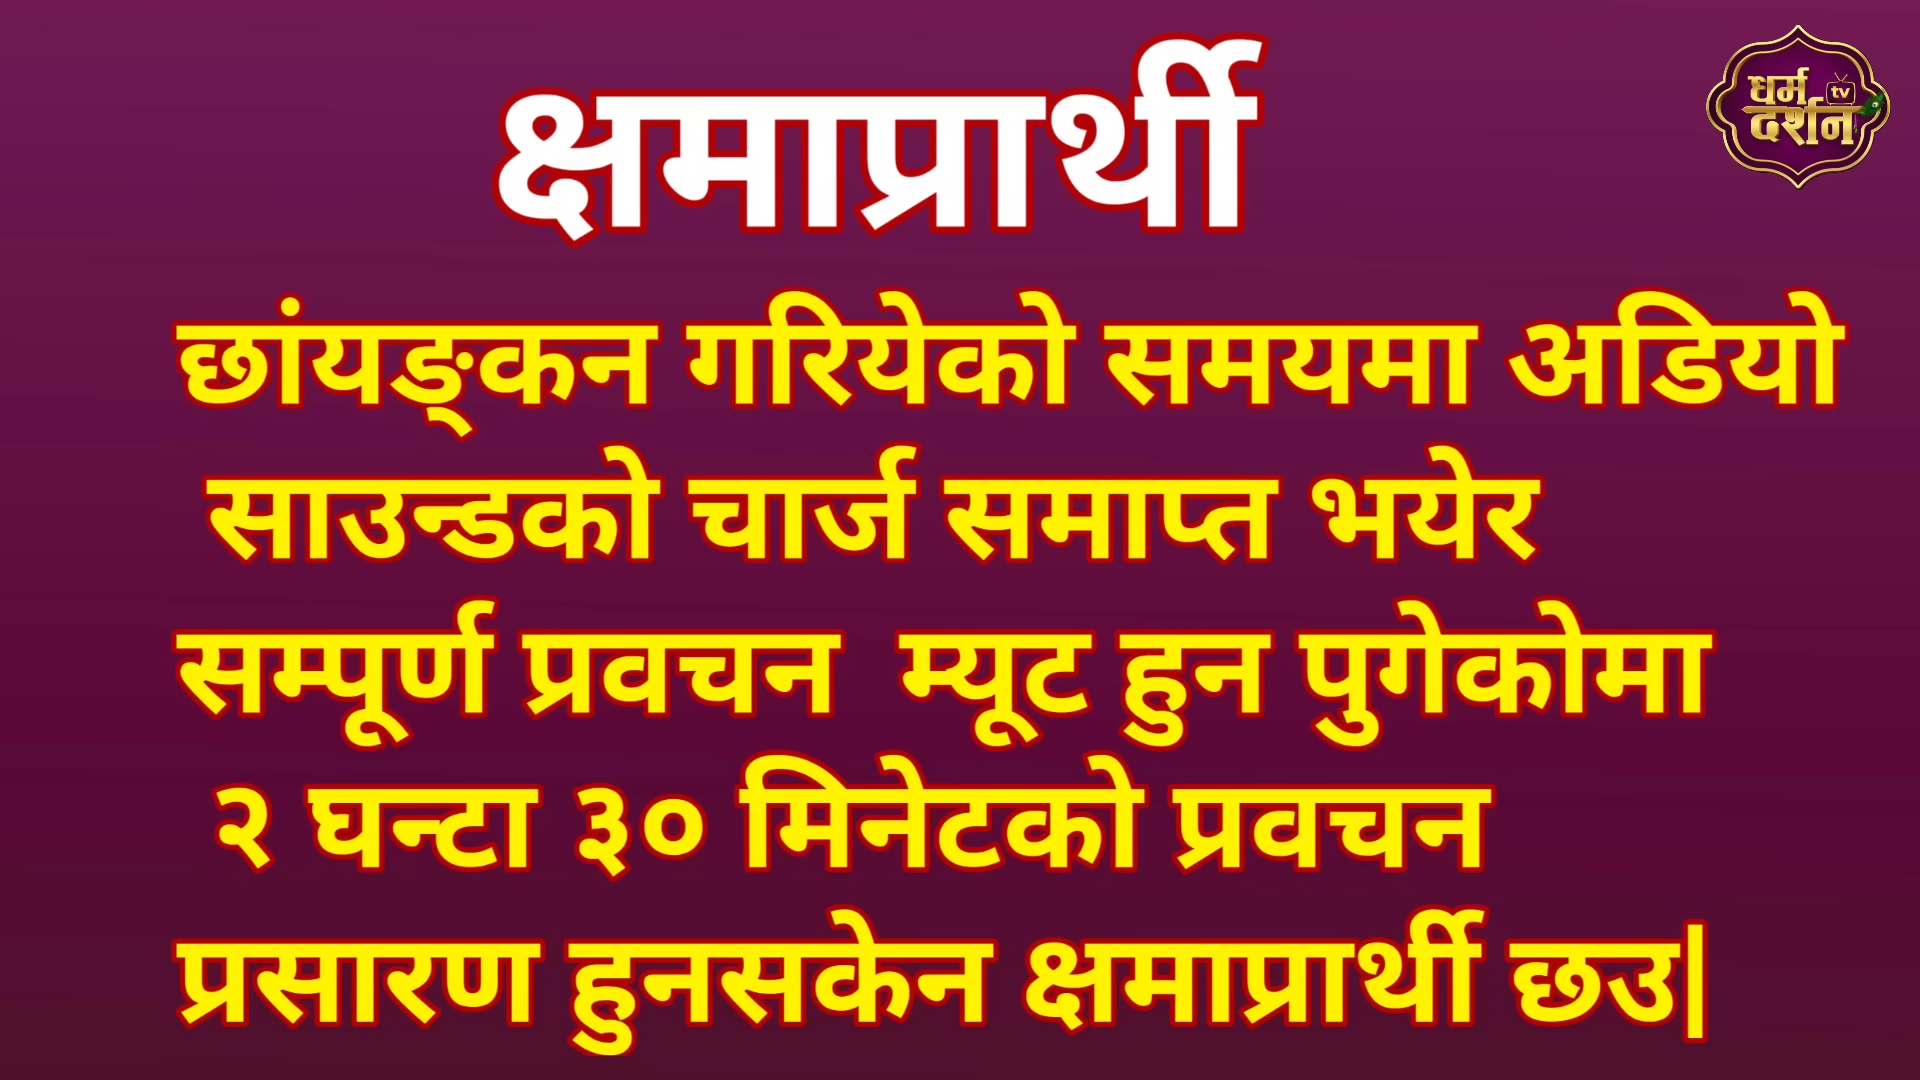 क्षमाप्रार्थी
धर्म tv
दर्शन
छांयङ्कन गरियेको समयमा अडियो
साउन्डको चार्ज समाप्त भयेर
सम्पूर्ण प्रवचन म्यूट हुन पुगेकोमा
२ घन्टा ३० मिनेटको प्रवचन
प्रसारण हुनसकेन क्षमाप्रार्थी छउ|